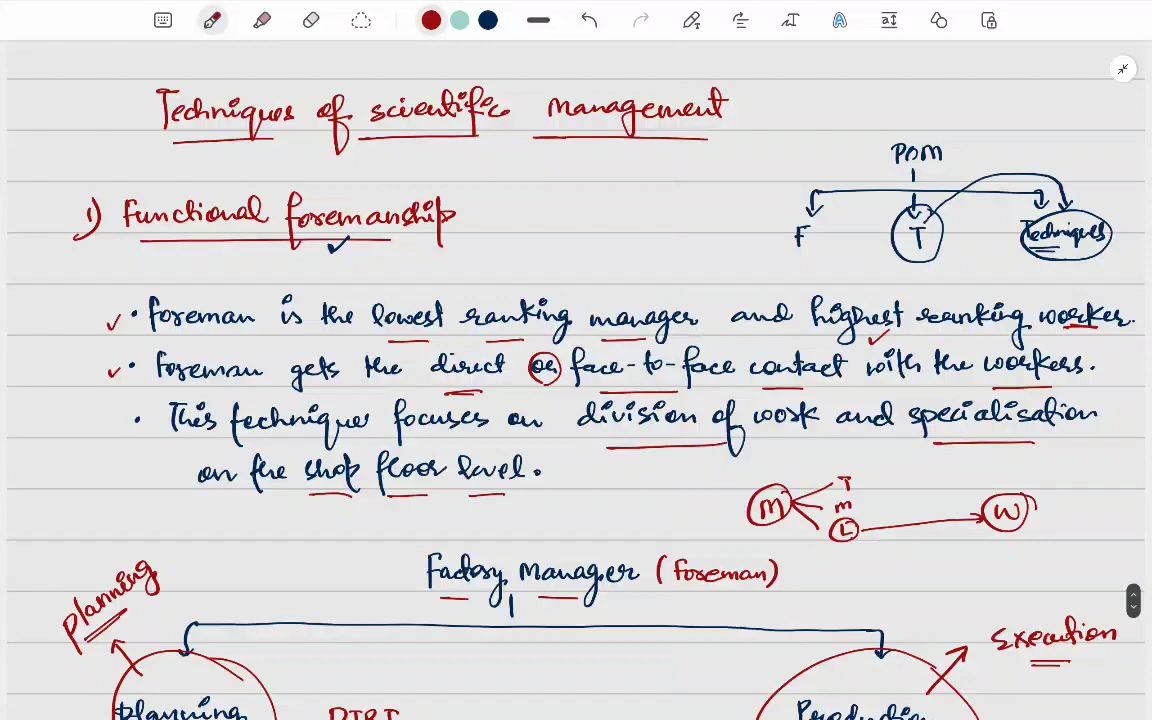 Techniques of scientific management
POM
F T Techniques
1) Functional foremanship
• Foreman is the lowest ranking manager and highest ranking worker.
• Foreman gets the direct or face-to-face contact with the workers.
• This technique focuses on division of work and specialisation
on the shop floor level.
T
M m W
L
Factory Manager (Foreman)
Planning
Execution
Planning
Production